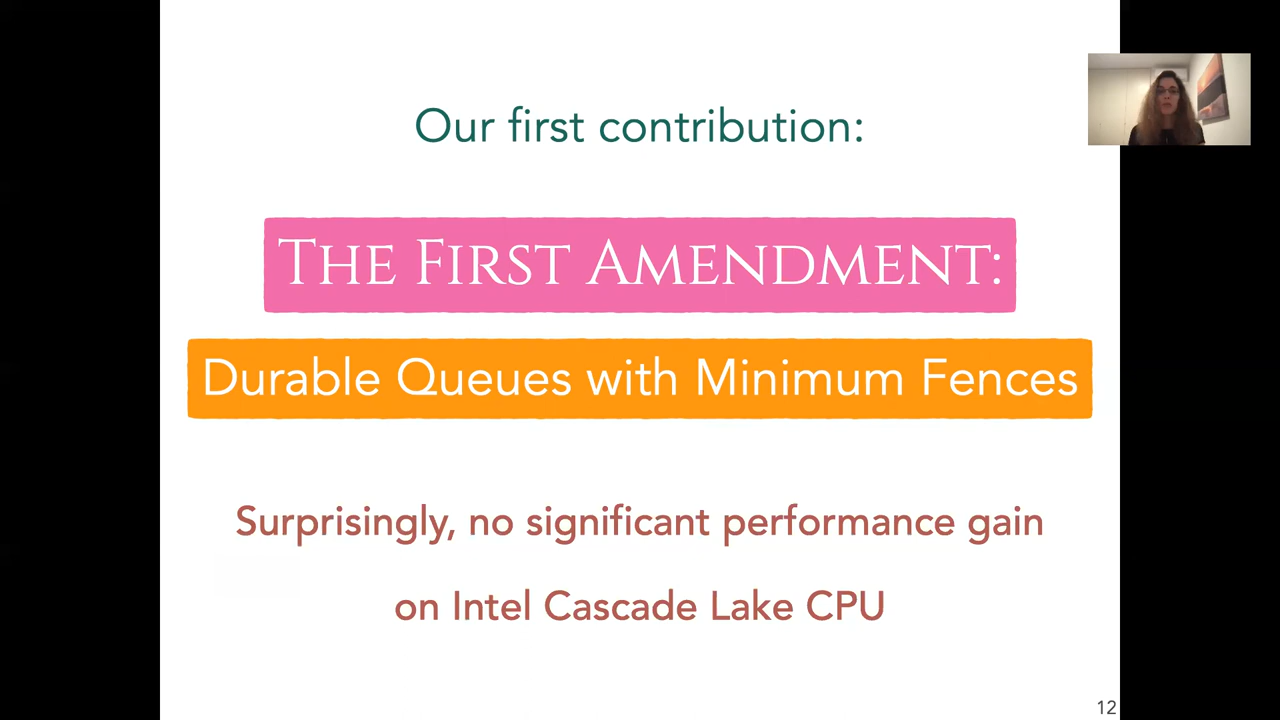 Our first contribution:
THE FIRST AMENDMENT:
Durable Queues with Minimum Fences
Surprisingly, no significant performance gain
on Intel Cascade Lake CPU
12